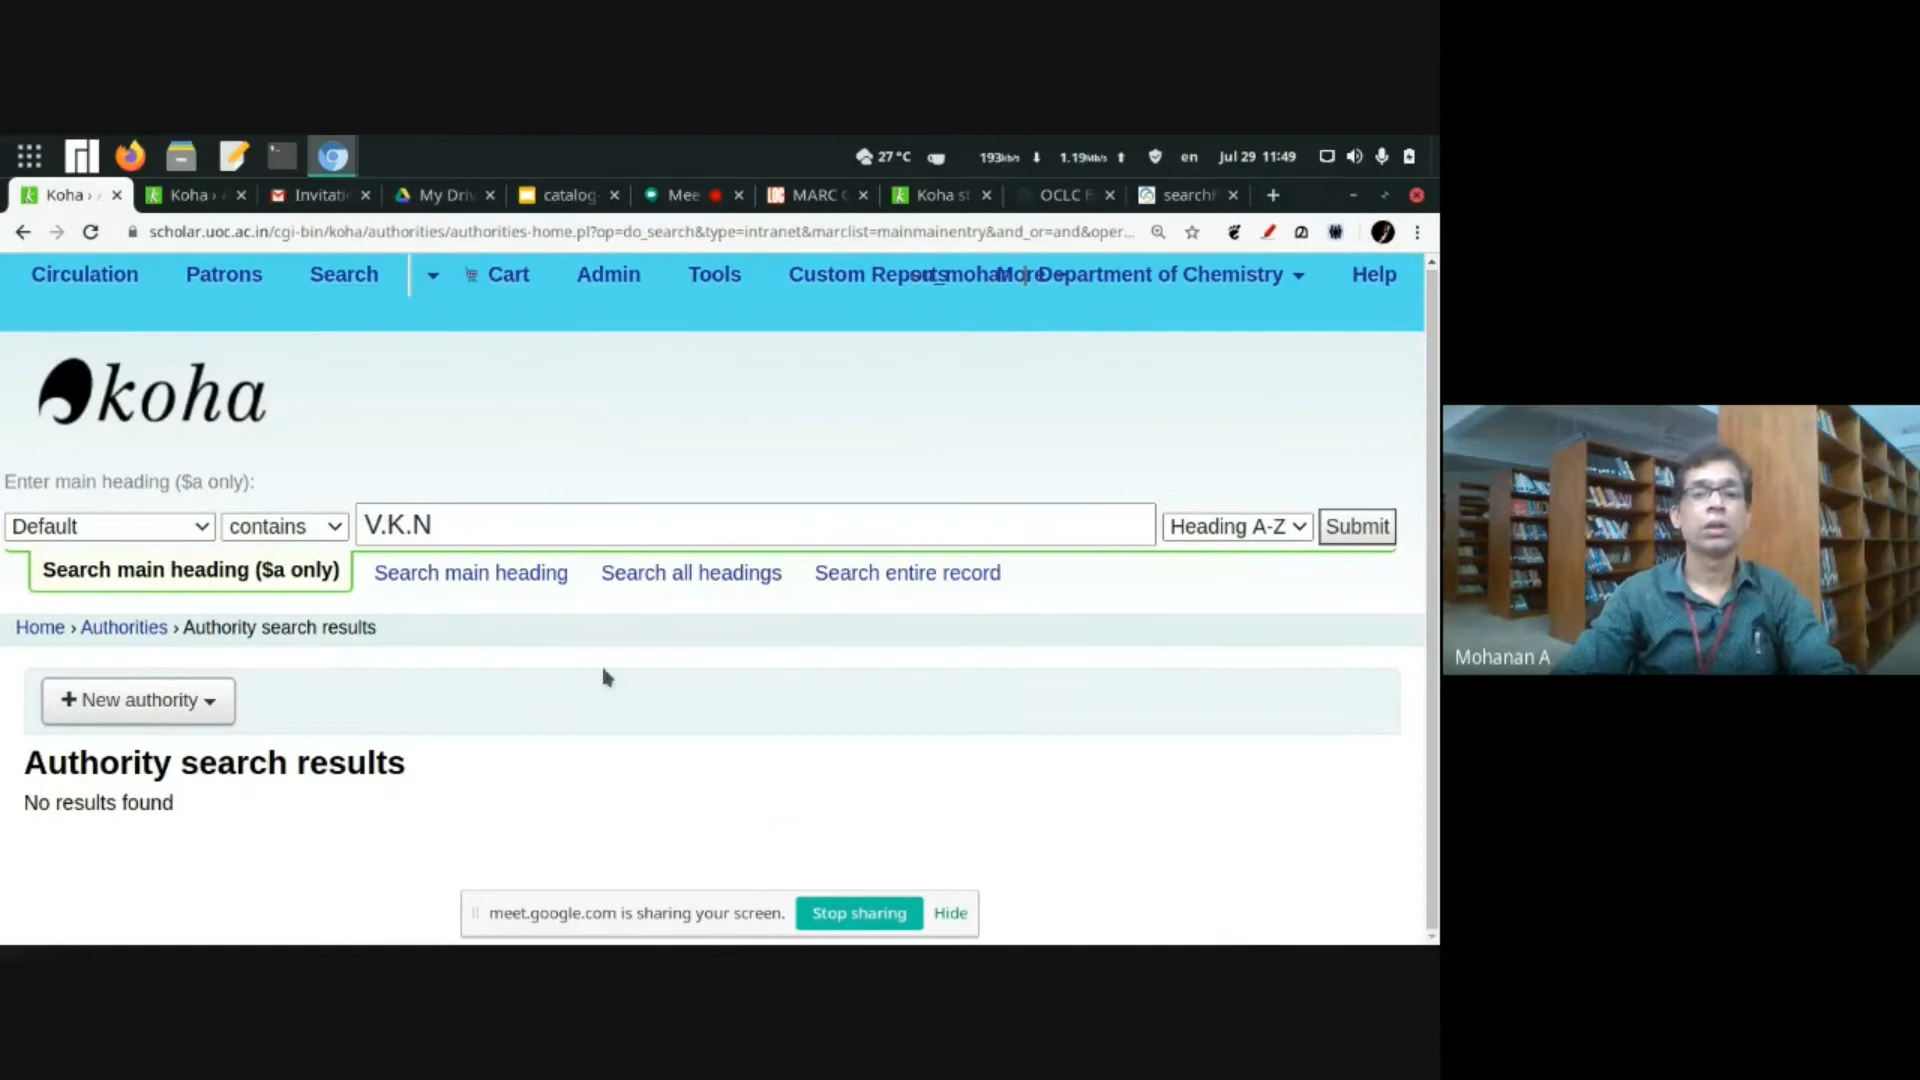 27 °C 193kb/s 1.19Mb/s en Jul 29 11:49
Koha › Koha › Invitati My Driv catalog- Mee MARC Koha st OCLC F search
scholar.uoc.ac.in/cgi-bin/koha/authorities/authorities-home.pl?op=do_search&type=intranet&marclist=mainmainentry&and_or=and&oper...
Circulation Patrons Search Cart Admin Tools Custom Reports More Department of Chemistry Help
koha
Enter main heading ($a only):
Default contains V.K.N Heading A-Z Submit
Search main heading ($a only) Search main heading Search all headings Search entire record
Home › Authorities › Authority search results
Mohanan A
+ New authority
Authority search results
No results found
meet.google.com is sharing your screen. Stop sharing Hide